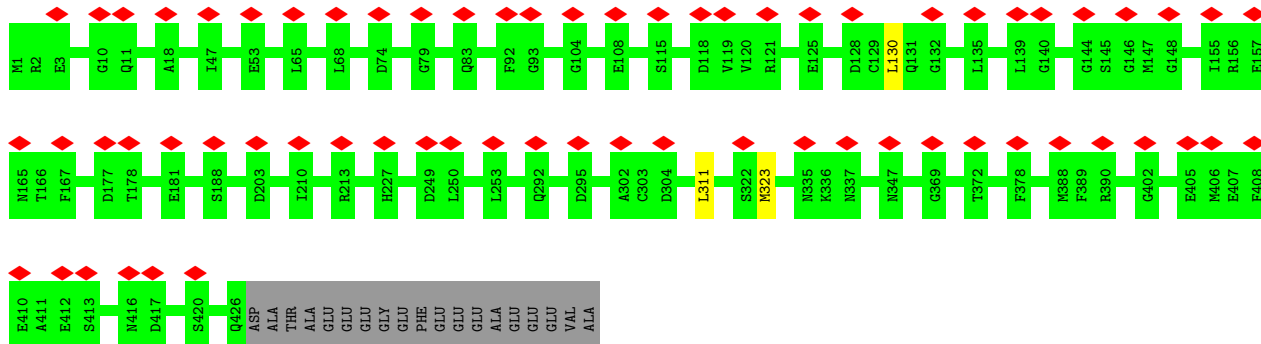 M1 R2 E3 G10 Q11 A18 I47 E53 L65 L68 D74 G79 Q83 F92 G93 G104 E108 S115 D118 V119 V120 R121 E125 D128 C129 L130 Q131 G132 L135 L139 G140 G144 S145 G146 M147 G148 I155 R156 E157
N165 T166 F167 D177 T178 E181 S188 D203 I210 R213 H227 D249 L250 L253 Q292 D295 A302 C303 D304 L311 S322 M323 N335 K336 N337 N347 G369 T372 F378 M388 F389 R390 G402 E405 M406 E407 F408
E410 A411 E412 S413 N416 D417 S420 Q426 ASP ALA THR ALA GLU GLU GLU GLY GLU PHE GLU GLU GLU ALA GLU GLU GLU VAL ALA